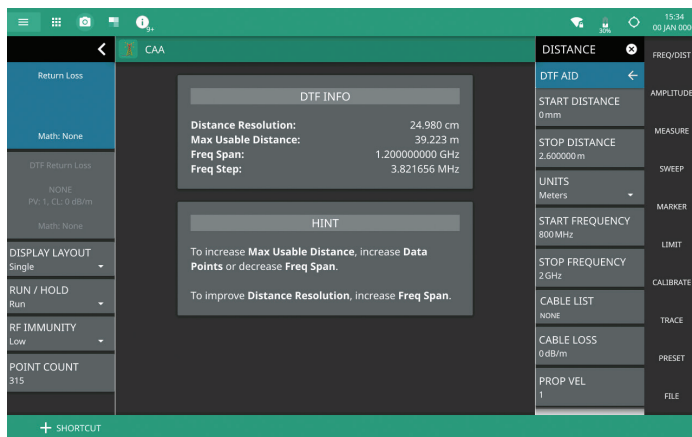 9+
30%
15:34
00 JAN 000
CAA
Return Loss
Math: None
DTF Return Loss
NONE
PV: 1, CL: 0 dB/m
Math: None
DISPLAY LAYOUT
Single
RUN / HOLD
Run
RF IMMUNITY
Low
POINT COUNT
315
DTF INFO
Distance Resolution: 24.980 cm
Max Usable Distance: 39.223 m
Freq Span: 1.200000000 GHz
Freq Step: 3.821656 MHz
HINT
To increase Max Usable Distance, increase Data
Points or decrease Freq Span.
To improve Distance Resolution, increase Freq Span.
DISTANCE
DTF AID
START DISTANCE
0 mm
STOP DISTANCE
2.600000 m
UNITS
Meters
START FREQUENCY
800 MHz
STOP FREQUENCY
2 GHz
CABLE LIST
NONE
CABLE LOSS
0 dB/m
PROP VEL
1
FREQ/DIST
AMPLITUDE
MEASURE
SWEEP
MARKER
LIMIT
CALIBRATE
TRACE
PRESET
FILE
+ SHORTCUT